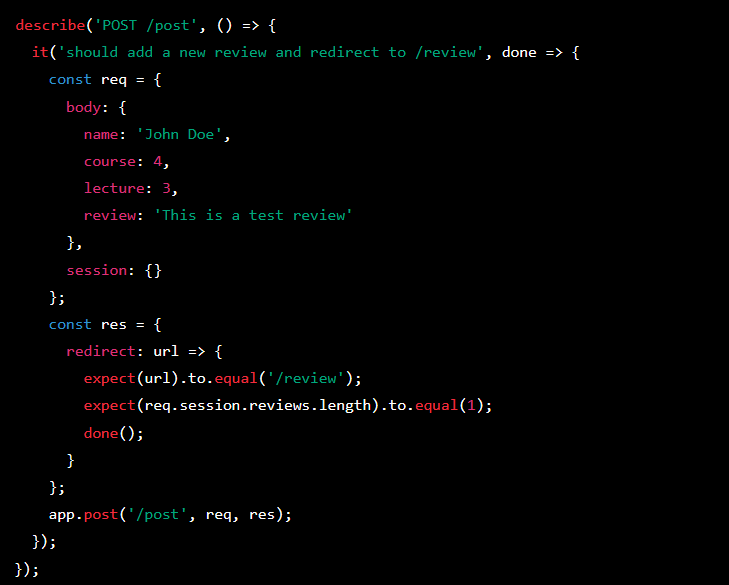 describe('POST /post', () => {
  it('should add a new review and redirect to /review', done => {
    const req = {
      body: {
        name: 'John Doe',
        course: 4,
        lecture: 3,
        review: 'This is a test review'
      },
      session: {}
    };
    const res = {
      redirect: url => {
        expect(url).to.equal('/review');
        expect(req.session.reviews.length).to.equal(1);
        done();
      }
    };
    app.post('/post', req, res);
  });
});